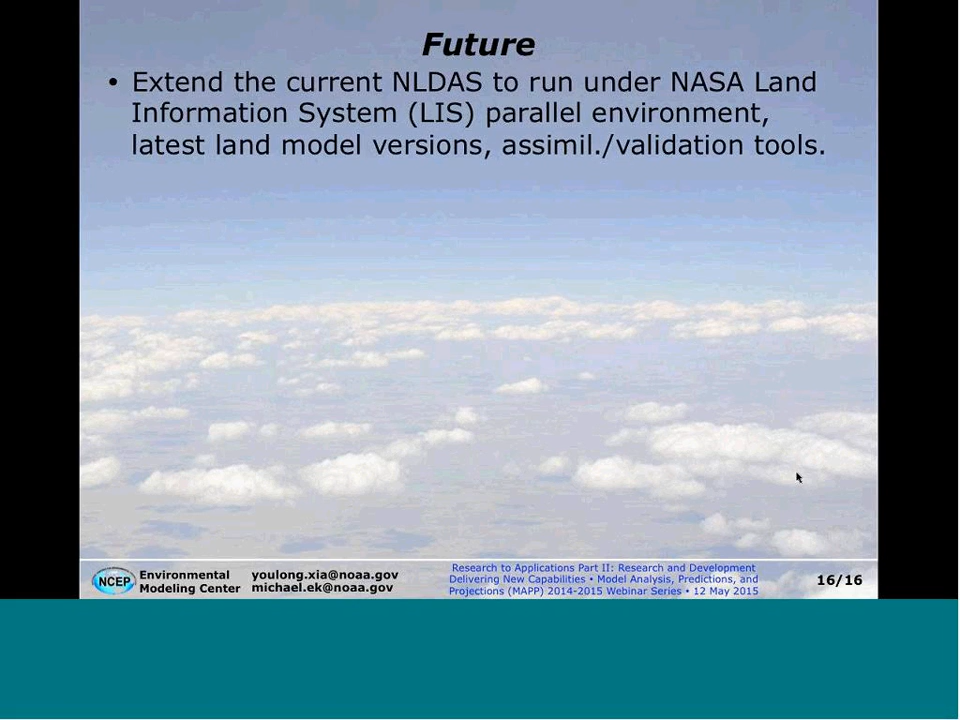 Future
• Extend the current NLDAS to run under NASA Land
Information System (LIS) parallel environment,
latest land model versions, assimil./validation tools.
NCEP
Environmental
Modeling Center
youlong.xia@noaa.gov
michael.ek@noaa.gov
Research to Applications Part II: Research and Development
Delivering New Capabilities • Model Analysis, Predictions, and
Projections (MAPP) 2014-2015 Webinar Series • 12 May 2015
16/16